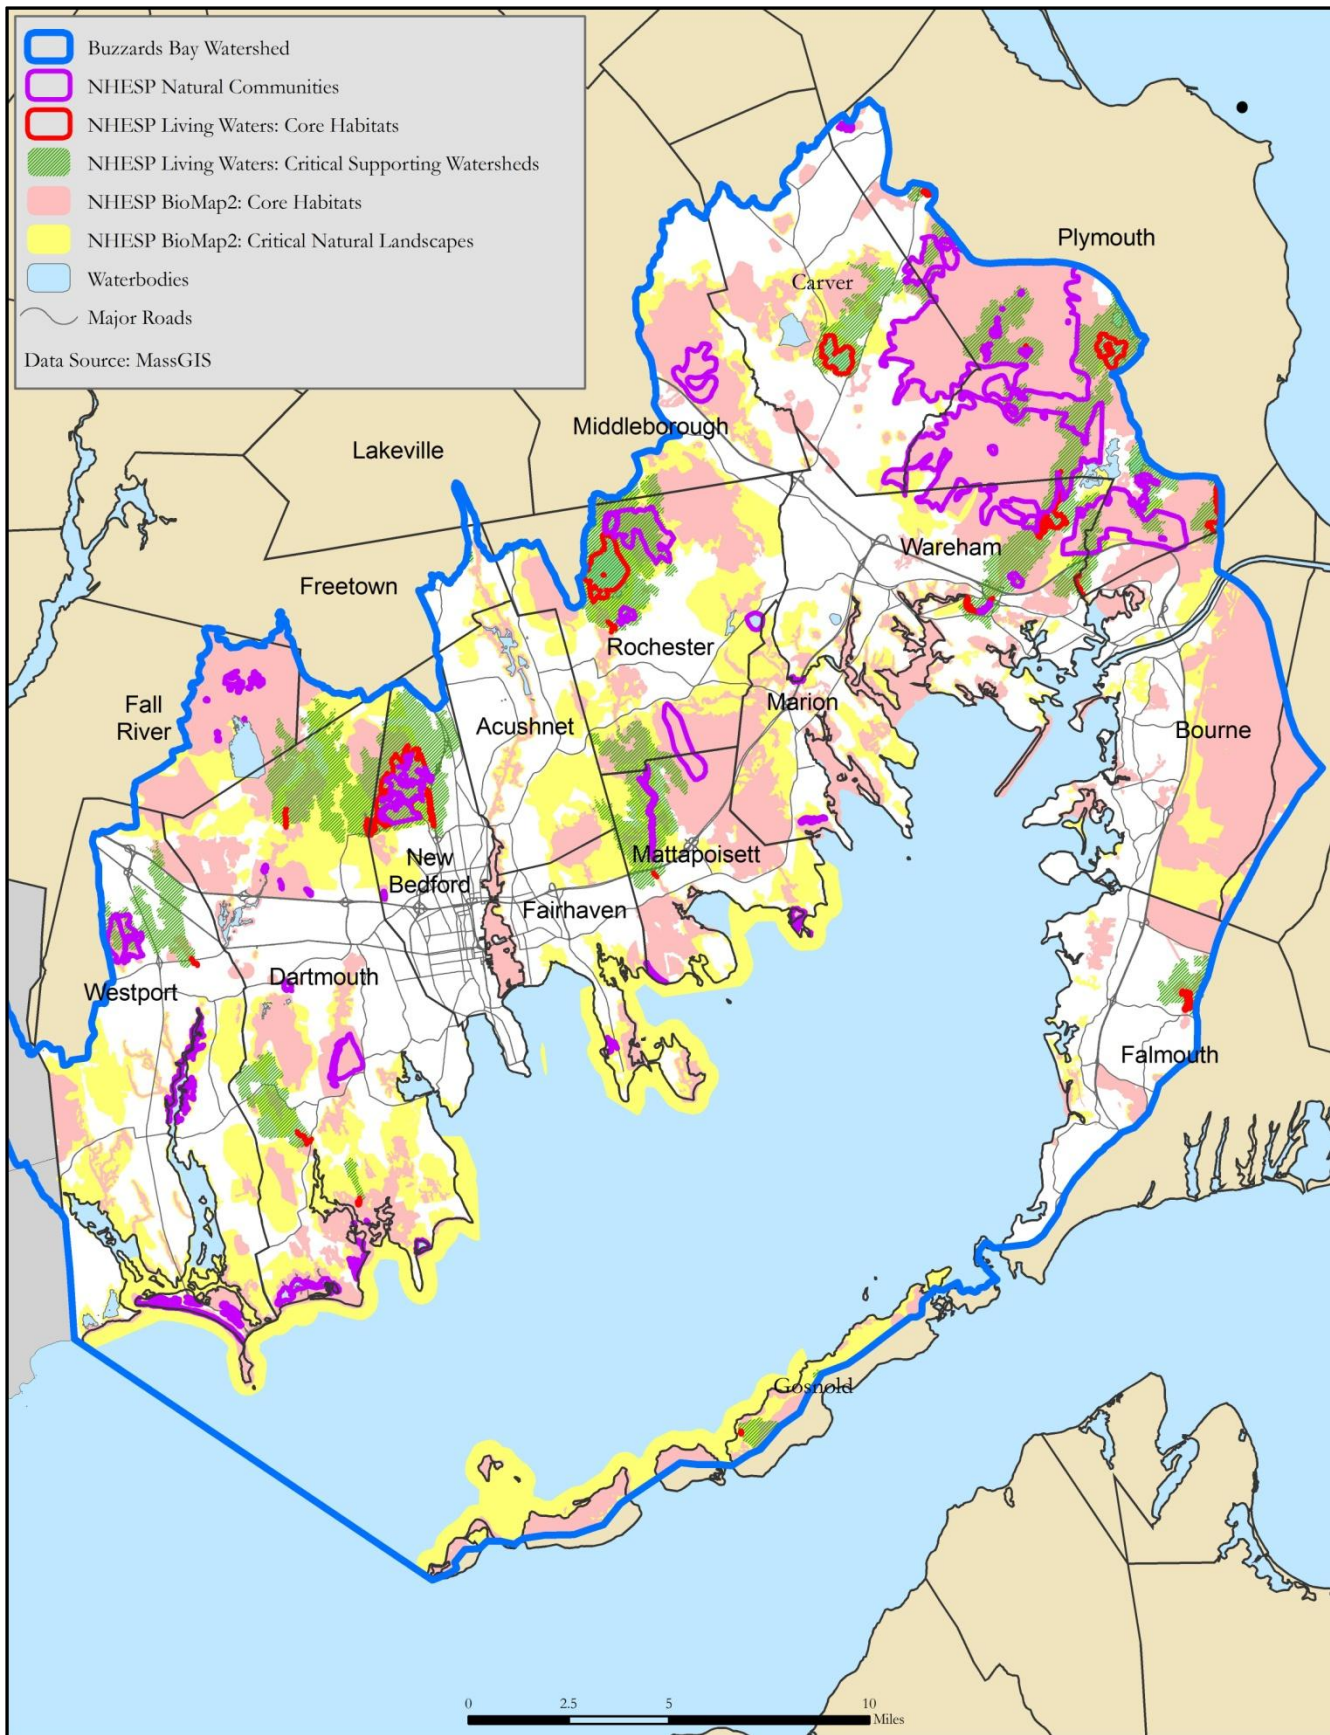 Buzzards Bay Watershed
NHESP Natural Communities
NHESP Living Waters: Core Habitats
NHESP Living Waters: Critical Supporting Watersheds
NHESP BioMap2: Core Habitats
NHESP BioMap2: Critical Natural Landscapes
Waterbodies
Major Roads
Data Source: MassGIS
Plymouth
Carver
Middleborough
Lakeville
Wareham
Freetown
Rochester
Fall
River
Acushnet
Marion
Bourne
New
Bedford
Mattapoisett
Fairhaven
Dartmouth
Westport
Falmouth
Gosnold
0 2.5 5 10
Miles